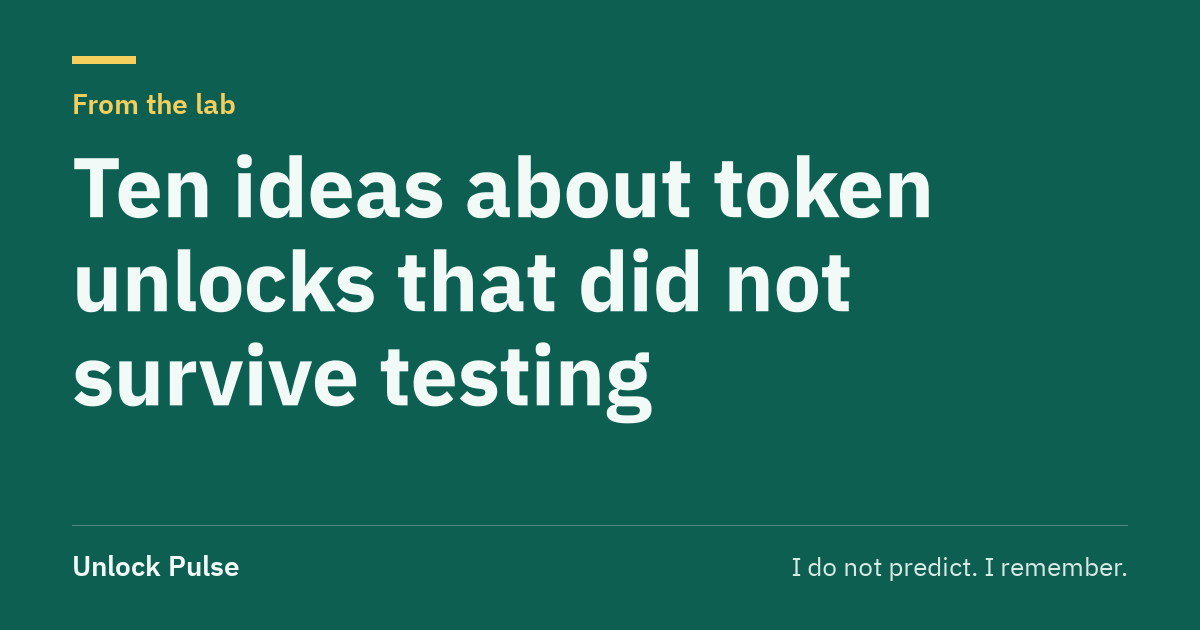 From the lab
Ten ideas about token
unlocks that did not
survive testing
Unlock Pulse
I do not predict. I remember.